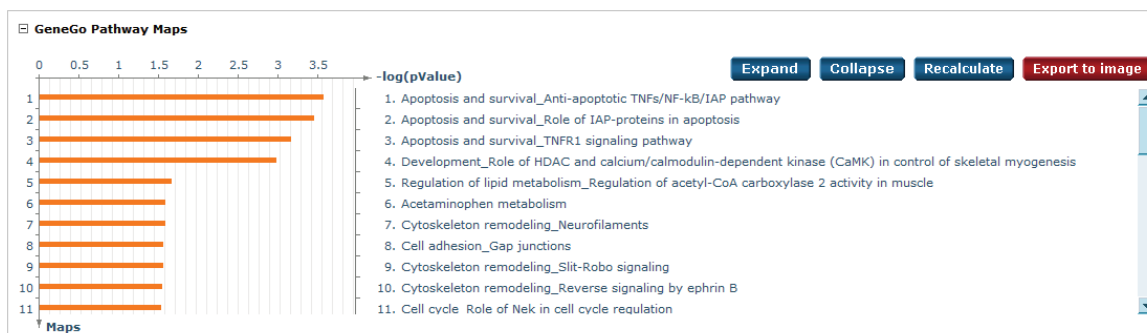 GeneGo Pathway Maps
0 0.5 1 1.5 2 2.5 3 3.5
-log(pValue)
Expand Collapse Recalculate Export to image
1 1. Apoptosis and survival_Anti-apoptotic TNFs/NF-kB/IAP pathway
2 2. Apoptosis and survival_Role of IAP-proteins in apoptosis
3 3. Apoptosis and survival_TNFR1 signaling pathway
4 4. Development_Role of HDAC and calcium/calmodulin-dependent kinase (CaMK) in control of skeletal myogenesis
5 5. Regulation of lipid metabolism_Regulation of acetyl-CoA carboxylase 2 activity in muscle
6 6. Acetaminophen metabolism
7 7. Cytoskeleton remodeling_Neurofilaments
8 8. Cell adhesion_Gap junctions
9 9. Cytoskeleton remodeling_Slit-Robo signaling
10 10. Cytoskeleton remodeling_Reverse signaling by ephrin B
11 11. Cell cycle_Role of Nek in cell cycle regulation
Maps